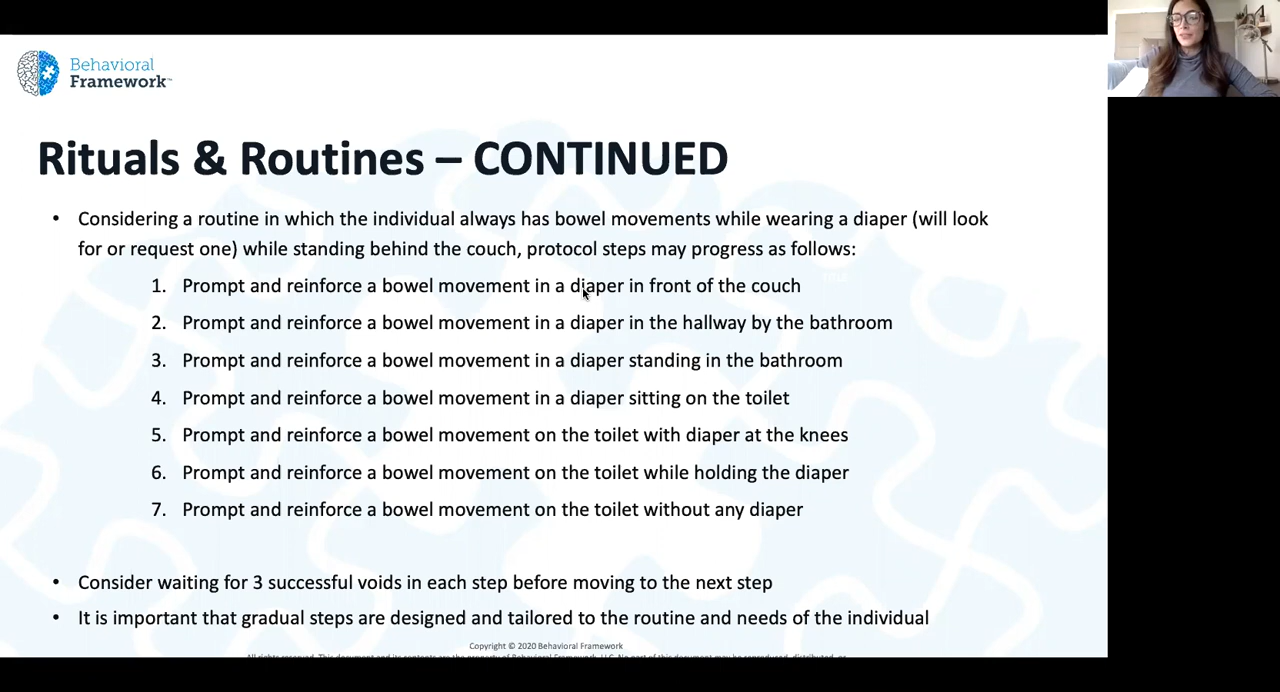 Behavioral
Framework™
Rituals & Routines – CONTINUED
• Considering a routine in which the individual always has bowel movements while wearing a diaper (will look
for or request one) while standing behind the couch, protocol steps may progress as follows:
1. Prompt and reinforce a bowel movement in a diaper in front of the couch
2. Prompt and reinforce a bowel movement in a diaper in the hallway by the bathroom
3. Prompt and reinforce a bowel movement in a diaper standing in the bathroom
4. Prompt and reinforce a bowel movement in a diaper sitting on the toilet
5. Prompt and reinforce a bowel movement on the toilet with diaper at the knees
6. Prompt and reinforce a bowel movement on the toilet while holding the diaper
7. Prompt and reinforce a bowel movement on the toilet without any diaper
• Consider waiting for 3 successful voids in each step before moving to the next step
• It is important that gradual steps are designed and tailored to the routine and needs of the individual
Copyright © 2020 Behavioral Framework